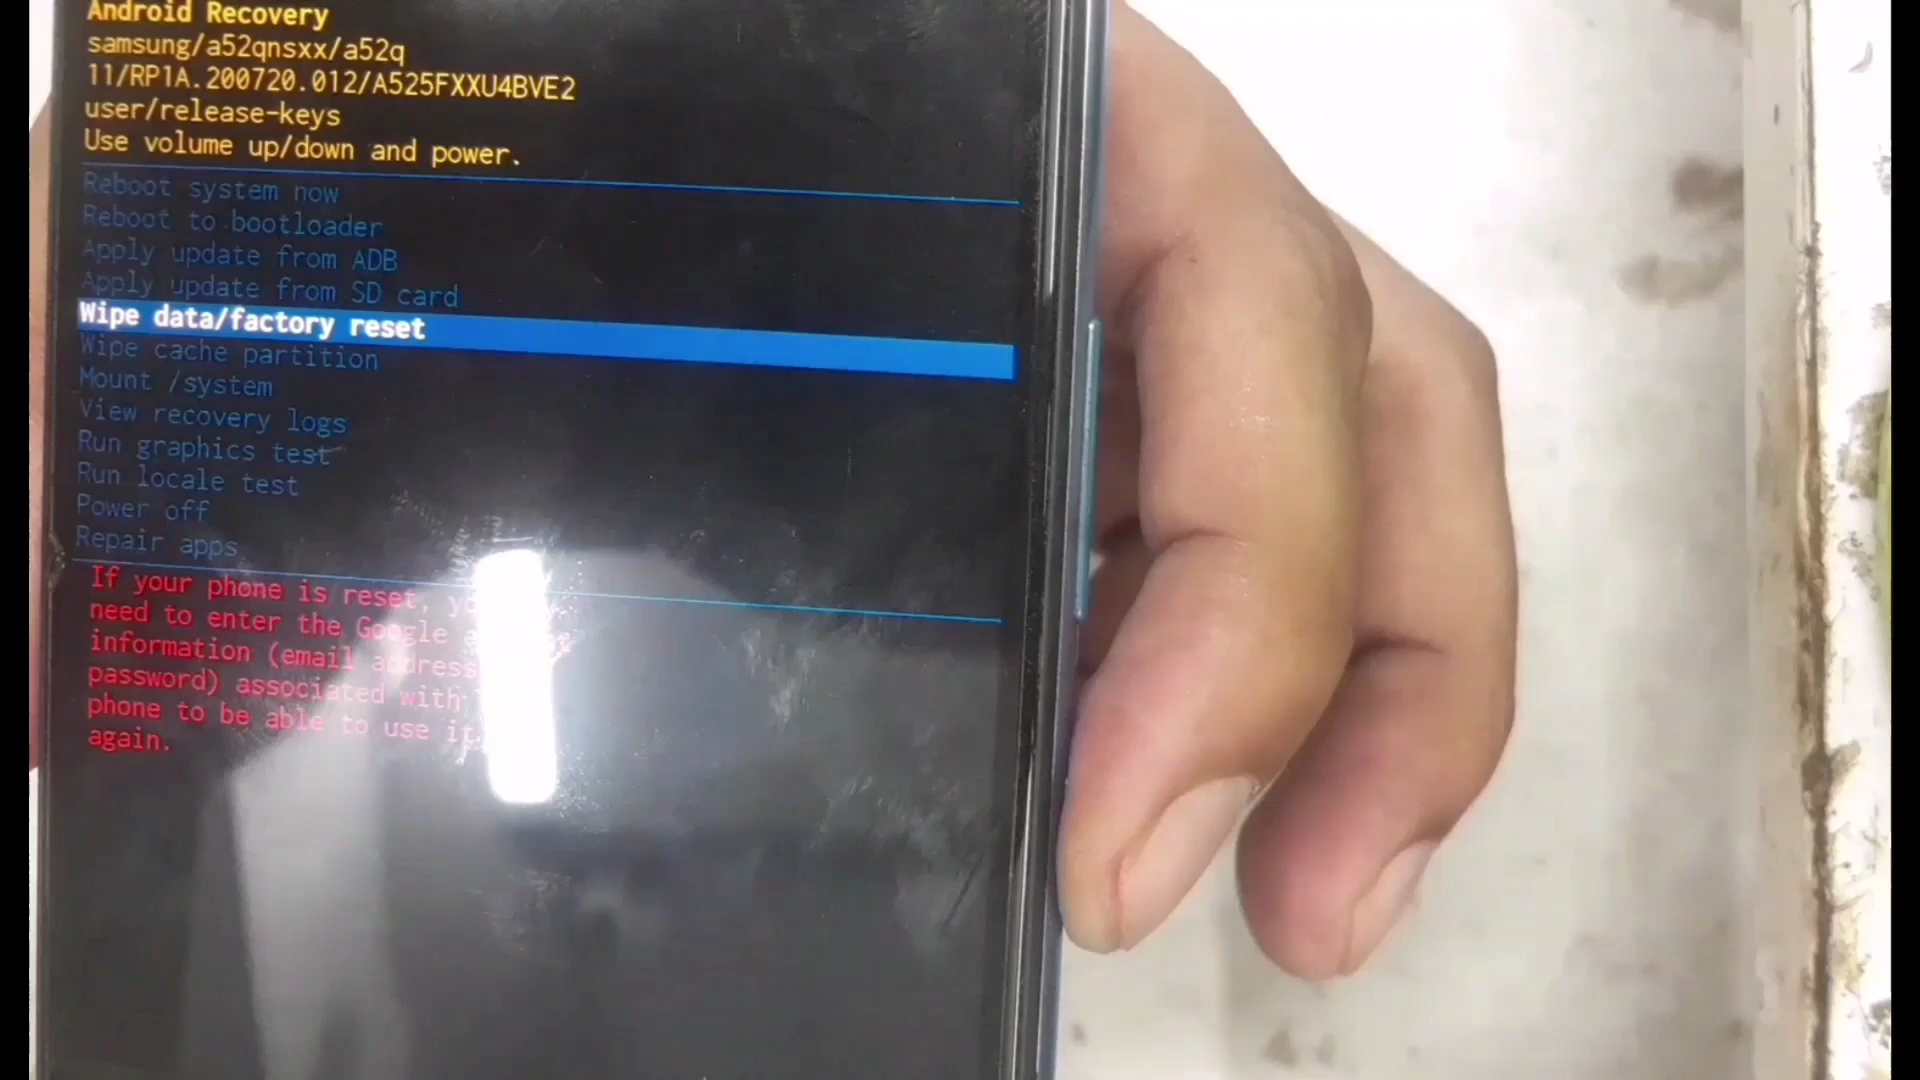 Android Recovery
samsung/a52qnsxx/a52q
11/RP1A.200720.012/A525FXXU4BVE2
user/release-keys
Use volume up/down and power.
Reboot system now
Reboot to bootloader
Apply update from ADB
Apply update from SD card
Wipe data/factory reset
Wipe cache partition
Mount /system
View recovery logs
Run graphics test
Run locale test
Power off
Repair apps
If your phone is reset,
need to enter the Google
information (email address
password) associated with
phone to be able to use it
again.